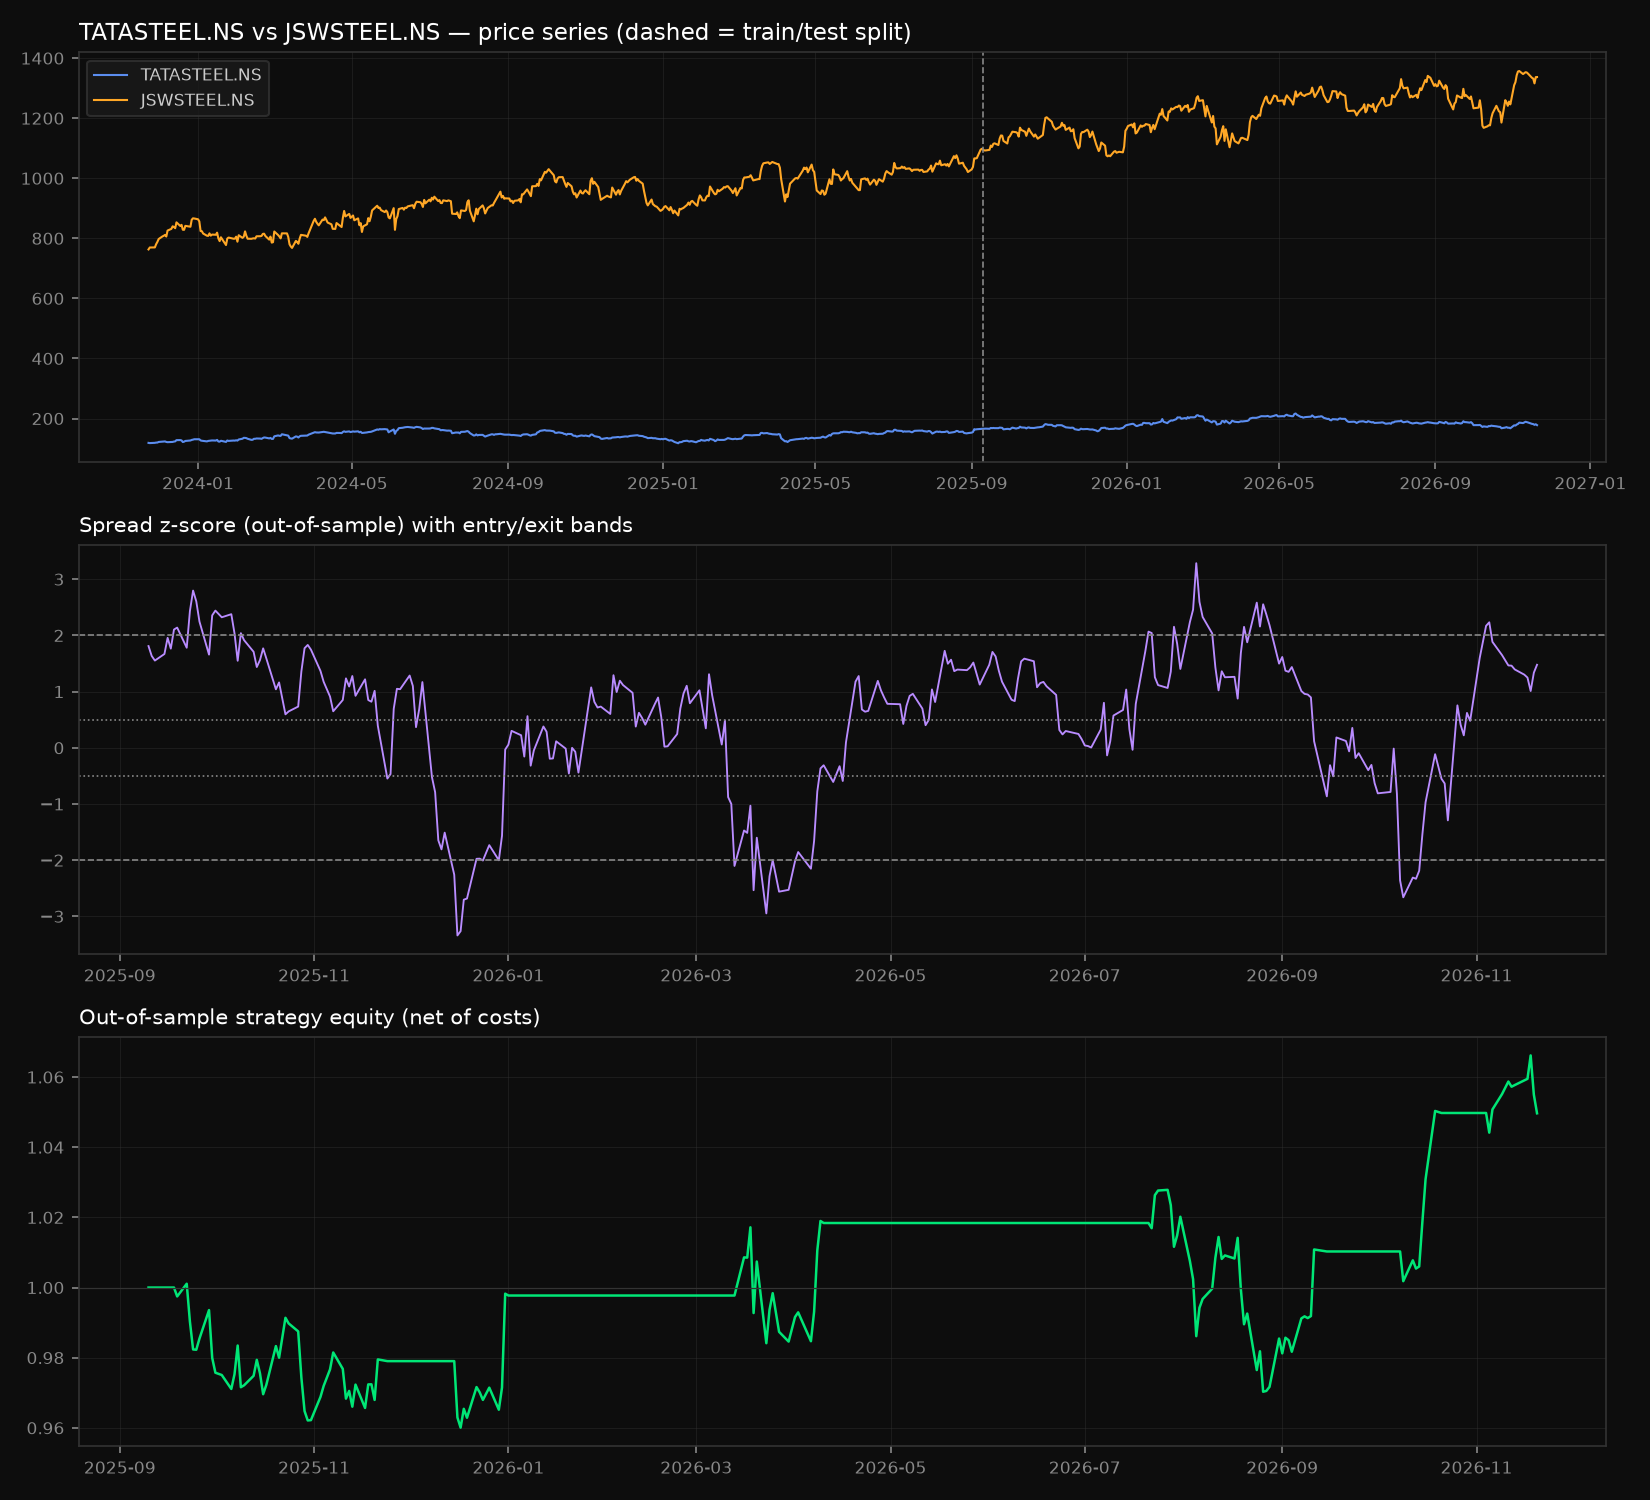 TATASTEEL.NS vs JSWSTEEL.NS — price series (dashed = train/test split)
1400
1200
1000
800
600
400
200
TATASTEEL.NS
JSWSTEEL.NS
2024-01 2024-05 2024-09 2025-01 2025-05 2025-09 2026-01 2026-05 2026-09 2027-01
Spread z-score (out-of-sample) with entry/exit bands
3
2
1
0
−1
−2
−3
2025-09 2025-11 2026-01 2026-03 2026-05 2026-07 2026-09 2026-11
Out-of-sample strategy equity (net of costs)
1.06
1.04
1.02
1.00
0.98
0.96
2025-09 2025-11 2026-01 2026-03 2026-05 2026-07 2026-09 2026-11